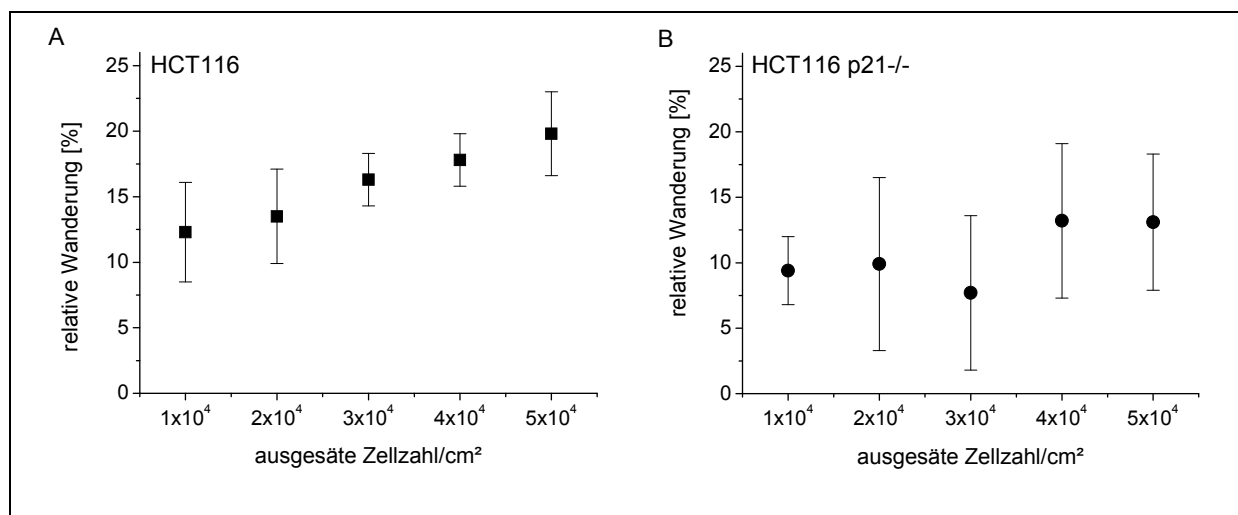 A
HCT116
relative Wanderung [%]
25
20
15
10
5
0
1x10⁴ 2x10⁴ 3x10⁴ 4x10⁴ 5x10⁴
ausgesäte Zellzahl/cm²
B
HCT116 p21-/-
relative Wanderung [%]
25
20
15
10
5
0
1x10⁴ 2x10⁴ 3x10⁴ 4x10⁴ 5x10⁴
ausgesäte Zellzahl/cm²